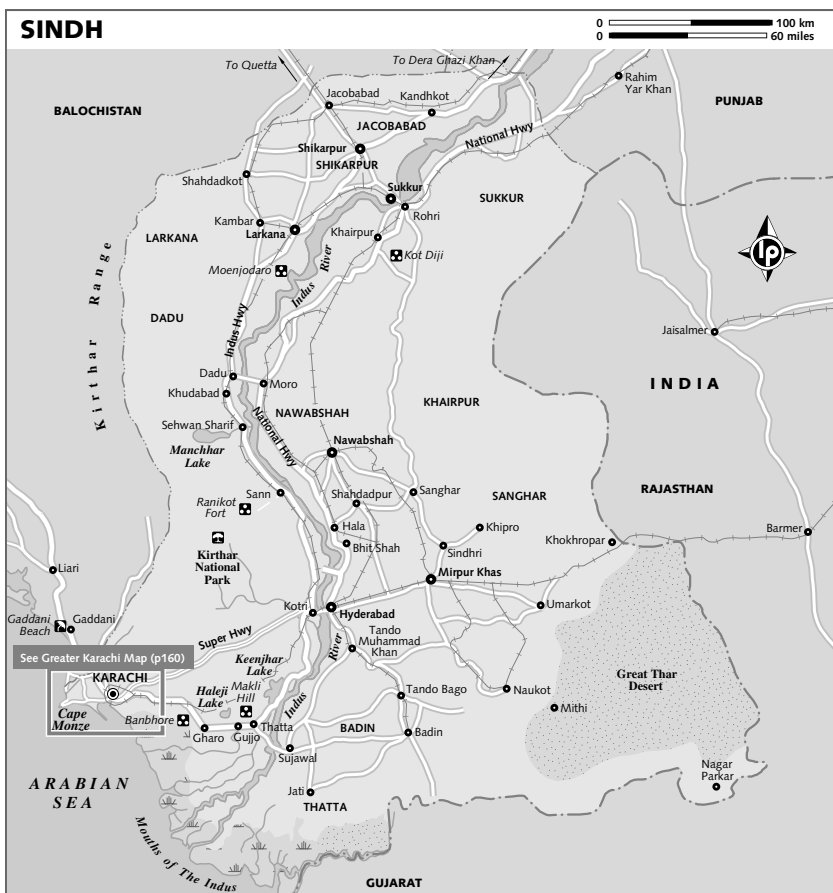 SINDH
0 100 km
0 60 miles
To Quetta
To Dera Ghazi Khan
Rahim
Yar Khan
PUNJAB
BALOCHISTAN
Jacobabad
Kandhkot
JACOBABAD
National Hwy
Shikarpur
SHIKARPUR
Shahdadkot
Sukkur
SUKKUR
Rohri
Kambar
Larkana
LARKANA
Khairpur
Kot Diji
lp
Moenjodaro
Indus River
Kirthar Range
DADU
Indus Hwy
Jaisalmer
Dadu
Moro
INDIA
Khudabad
NAWABSHAH
KHAIRPUR
Sehwan Sharif
National Hwy
Manchhar
Lake
Nawabshah
Sann
Shahdadpur
Sanghar
SANGHAR
RAJASTHAN
Ranikot
Fort
Hala
Khipro
Barmer
Bhit Shah
Sindhri
Khokhropar
Kirthar
National
Park
Liari
Mirpur Khas
Kotri
Hyderabad
Umarkot
Gaddani
Beach
Gaddani
Super Hwy
River
Tando
Muhammad
Khan
See Greater Karachi Map (p160)
Keenjhar
Lake
Great Thar
Desert
KARACHI
Haleji
Lake
Makli
Hill
Indus
Tando Bago
Naukot
Mithi
Cape
Monze
Banbhore
Gharo
Gujjo
Thatta
BADIN
Badin
Sujawal
ARABIAN
SEA
Nagar
Parkar
Jati
THATTA
Mouths of The Indus
GUJARAT